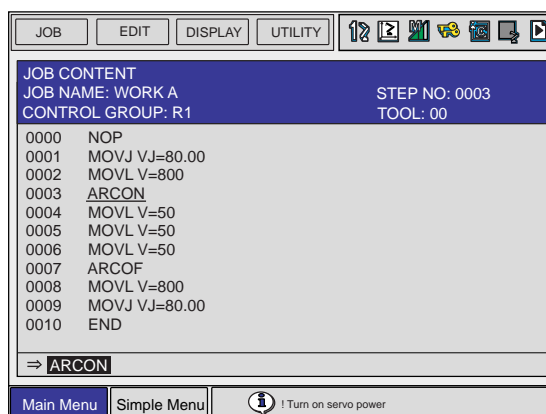 JOB EDIT DISPLAY UTILITY
JOB CONTENT
JOB NAME: WORK A STEP NO: 0003
CONTROL GROUP: R1 TOOL: 00
0000 NOP
0001 MOVJ VJ=80.00
0002 MOVL V=800
0003 ARCON
0004 MOVL V=50
0005 MOVL V=50
0006 MOVL V=50
0007 ARCOF
0008 MOVL V=800
0009 MOVJ VJ=80.00
0010 END
⇒ ARCON
Main Menu Simple Menu ! Turn on servo power